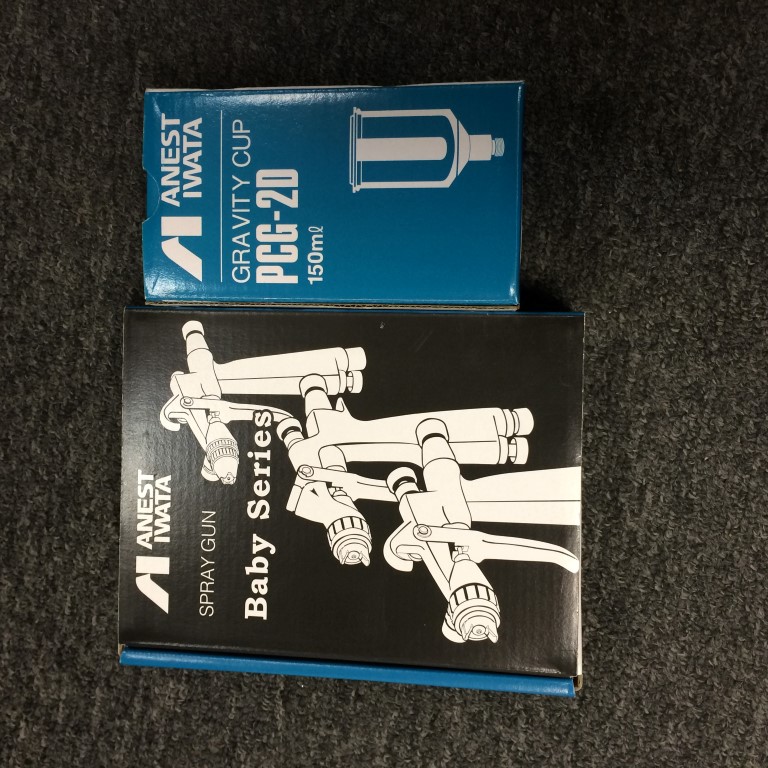 ANEST
IWATA
GRAVITY CUP
PCG-2D
150mℓ
ANEST
IWATA
SPRAY GUN
Baby Series